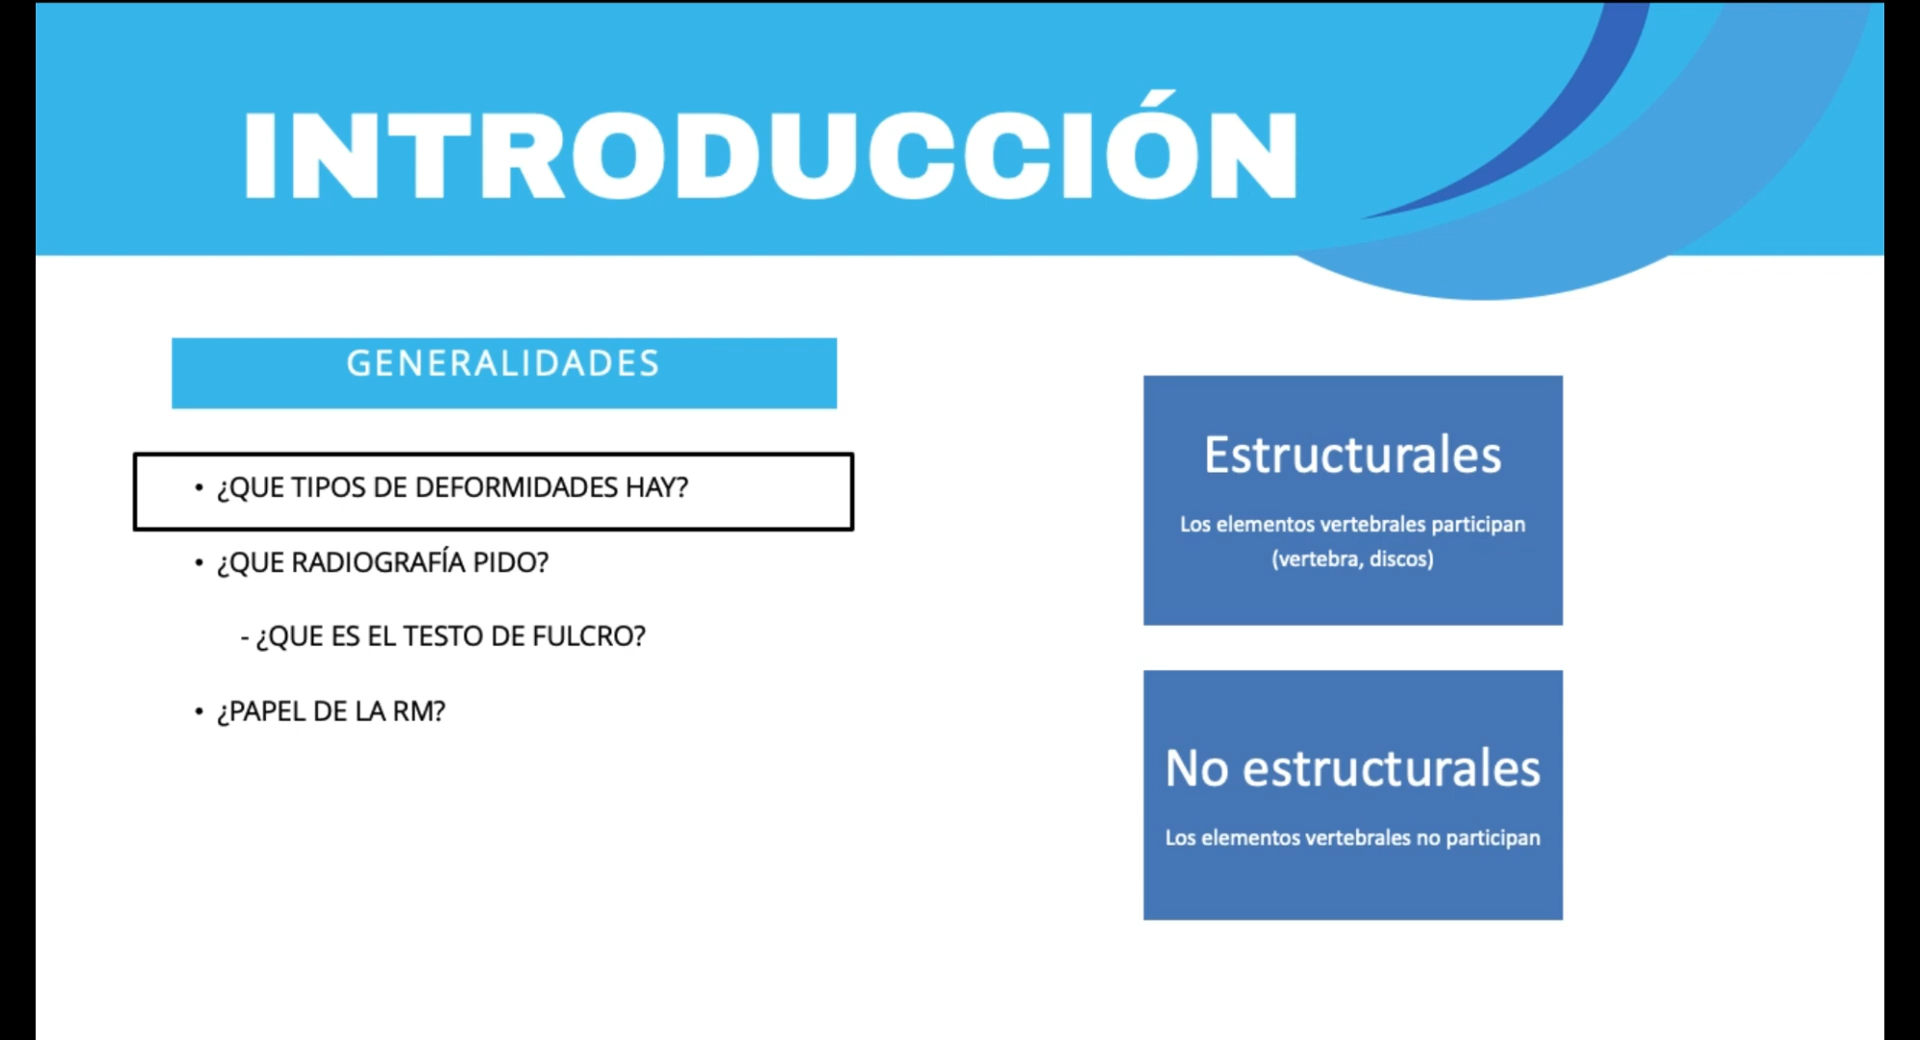 INTRODUCCIÓN
GENERALIDADES
• ¿QUE TIPOS DE DEFORMIDADES HAY?
• ¿QUE RADIOGRAFÍA PIDO?
- ¿QUE ES EL TESTO DE FULCRO?
• ¿PAPEL DE LA RM?
Estructurales
Los elementos vertebrales participan
(vertebra, discos)
No estructurales
Los elementos vertebrales no participan